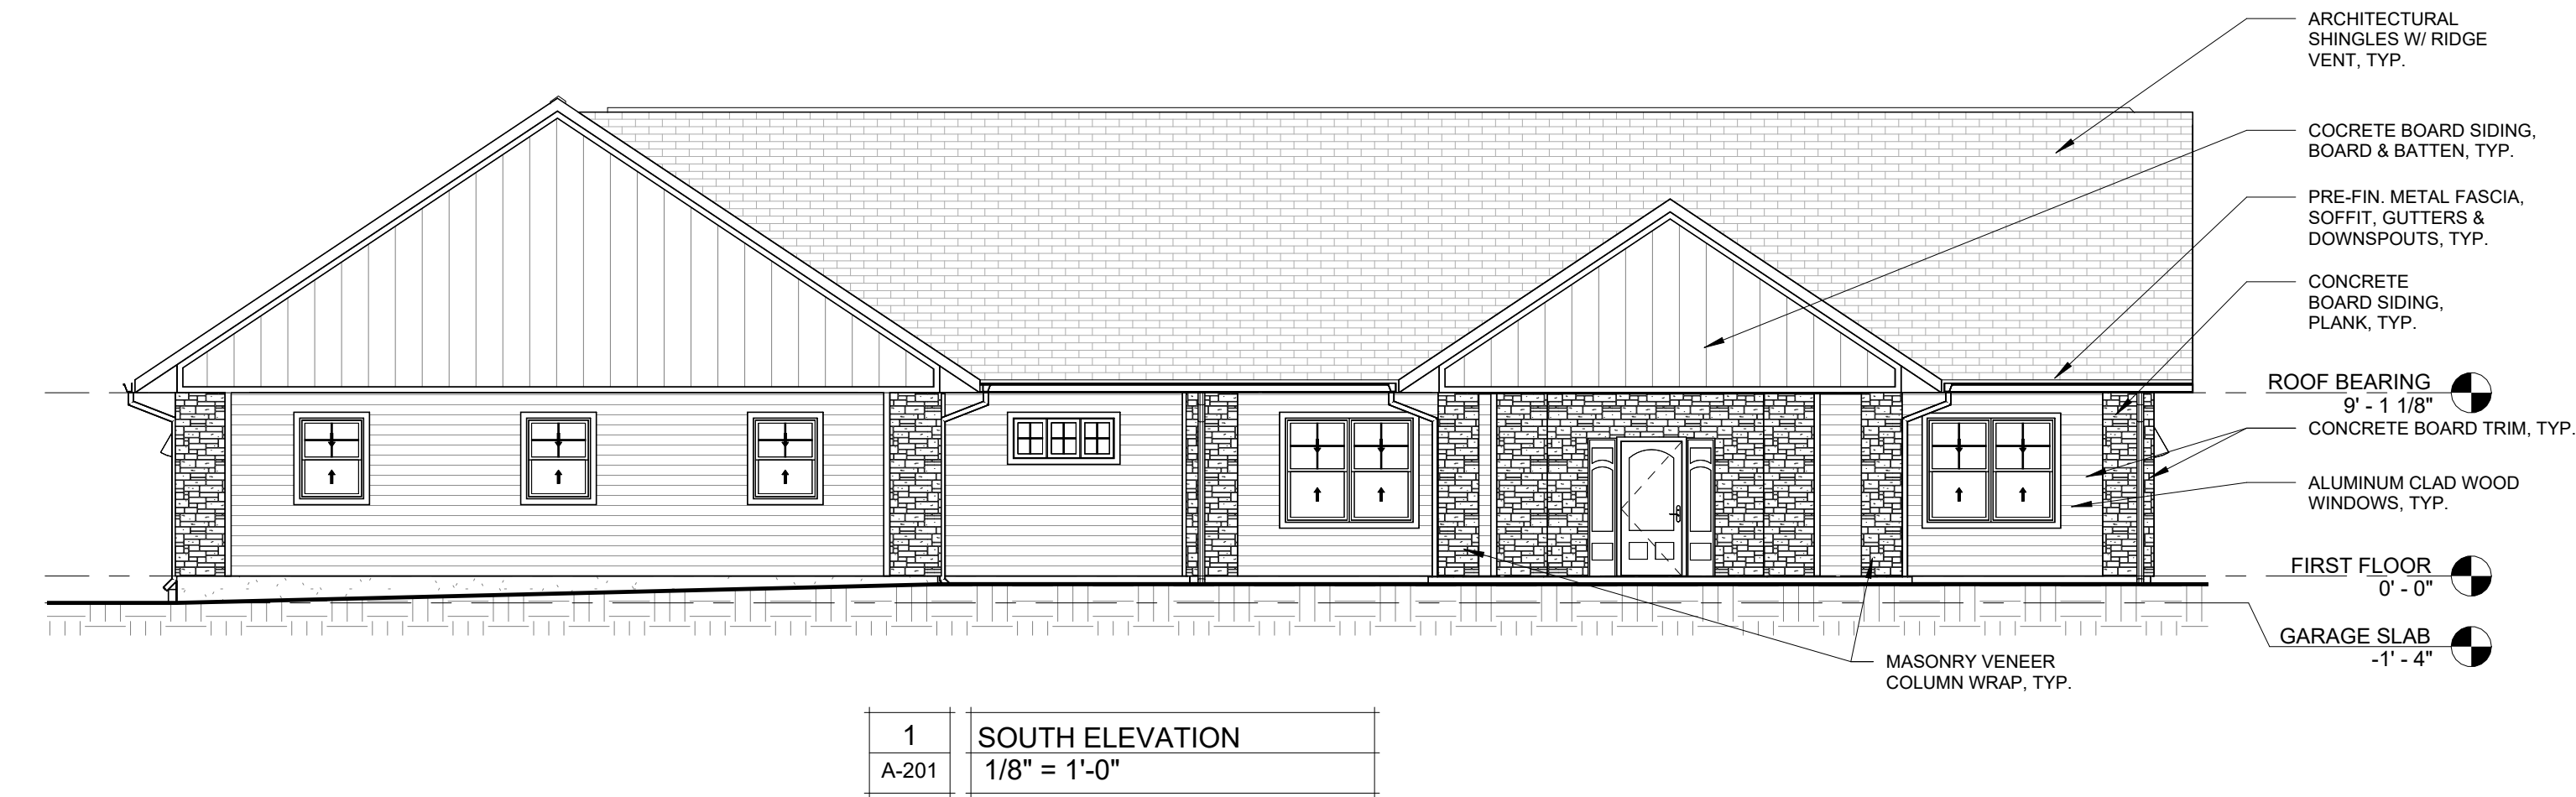 ARCHITECTURAL
SHINGLES W/ RIDGE
VENT, TYP.
COCRETE BOARD SIDING,
BOARD & BATTEN, TYP.
PRE-FIN. METAL FASCIA,
SOFFIT, GUTTERS &
DOWNSPOUTS, TYP.
CONCRETE
BOARD SIDING,
PLANK, TYP.
ROOF BEARING
9' - 1 1/8"
CONCRETE BOARD TRIM, TYP.
ALUMINUM CLAD WOOD
WINDOWS, TYP.
FIRST FLOOR
0' - 0"
GARAGE SLAB
-1' - 4"
MASONRY VENEER
COLUMN WRAP, TYP.
1
SOUTH ELEVATION
A-201
1/8" = 1'-0"